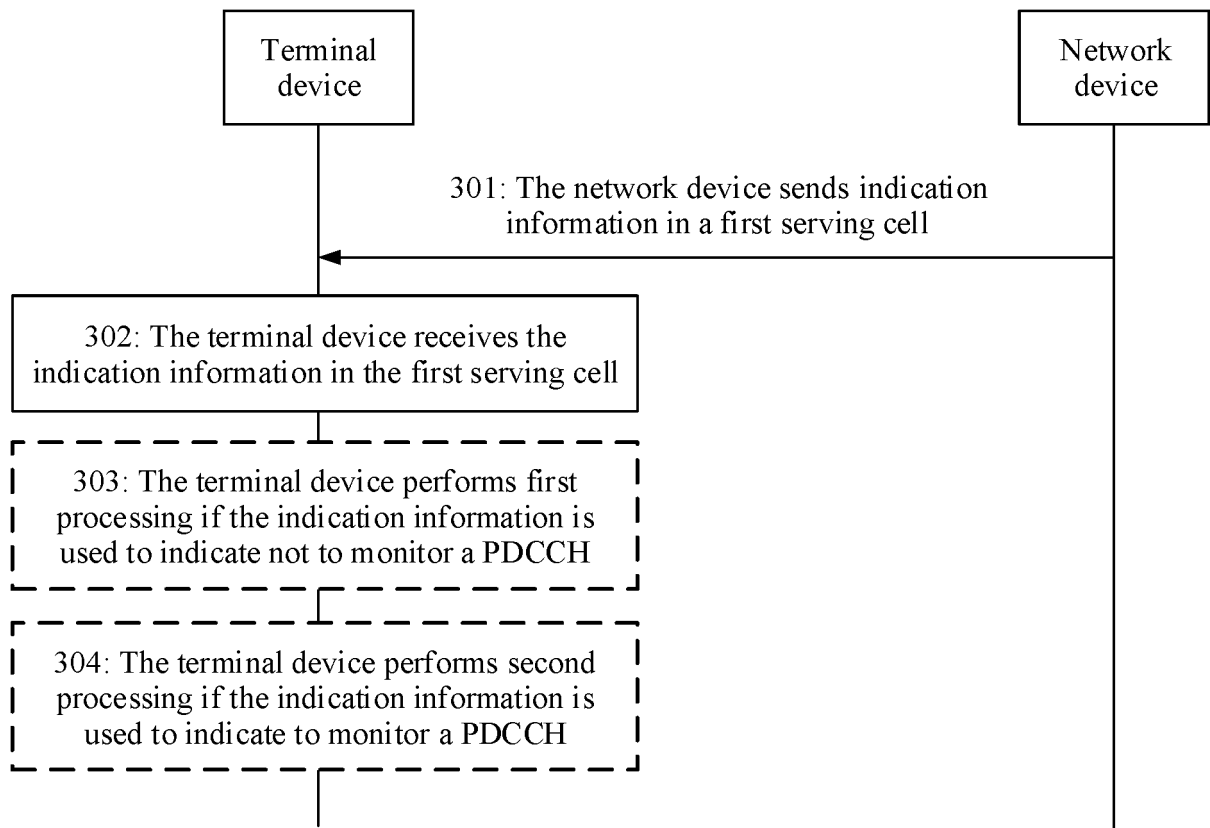 Terminal
device
Network
device
301: The network device sends indication
information in a first serving cell
302: The terminal device receives the
indication information in the first serving cell
303: The terminal device performs first
processing if the indication information is
used to indicate not to monitor a PDCCH
304: The terminal device performs second
processing if the indication information is
used to indicate to monitor a PDCCH